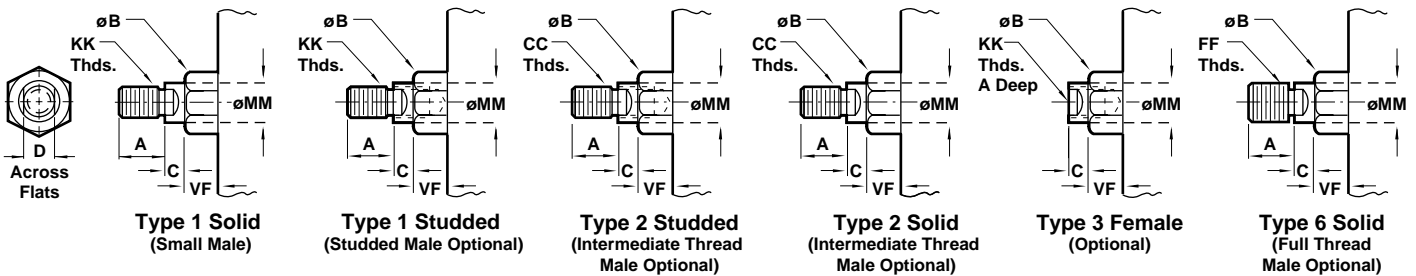 D
Across
Flats
øB
KK
Thds.
øMM
A
C
VF
Type 1 Solid
(Small Male)
øB
KK
Thds.
øMM
A
C
VF
Type 1 Studded
(Studded Male Optional)
øB
CC
Thds.
øMM
A
C
VF
Type 2 Studded
(Intermediate Thread
Male Optional)
øB
CC
Thds.
øMM
A
C
VF
Type 2 Solid
(Intermediate Thread
Male Optional)
øB
KK
Thds.
A Deep
øMM
C
VF
Type 3 Female
(Optional)
øB
FF
Thds.
øMM
A
C
VF
Type 6 Solid
(Full Thread
Male Optional)